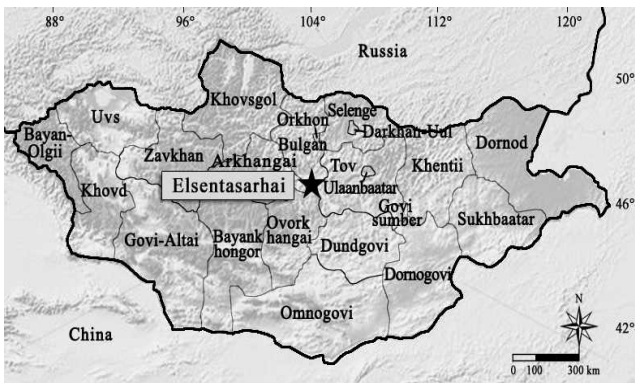 88° 96° 104° 112° 120°
Russia
50°
Khovsgol
Uvs
Selenge
Orkhon
Darkhan-Uul
Bayan-
Olgii
Bulgan
Dornod
Zavkhan
Arkhangai
Tov
Khentii
Khovd
Elsentasarhai
Ulaanbaatar
46°
Govi
sumber
Sukhbaatar
Govi-Altai
Bayank
hongor
Ovork
hangai
Dundgovi
Dornogovi
Omnogovi
N
China
42°
0 100 300 km